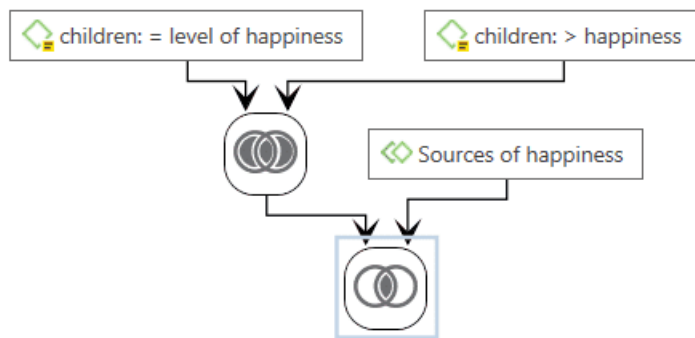 children: = level of happiness
children: > happiness
Sources of happiness